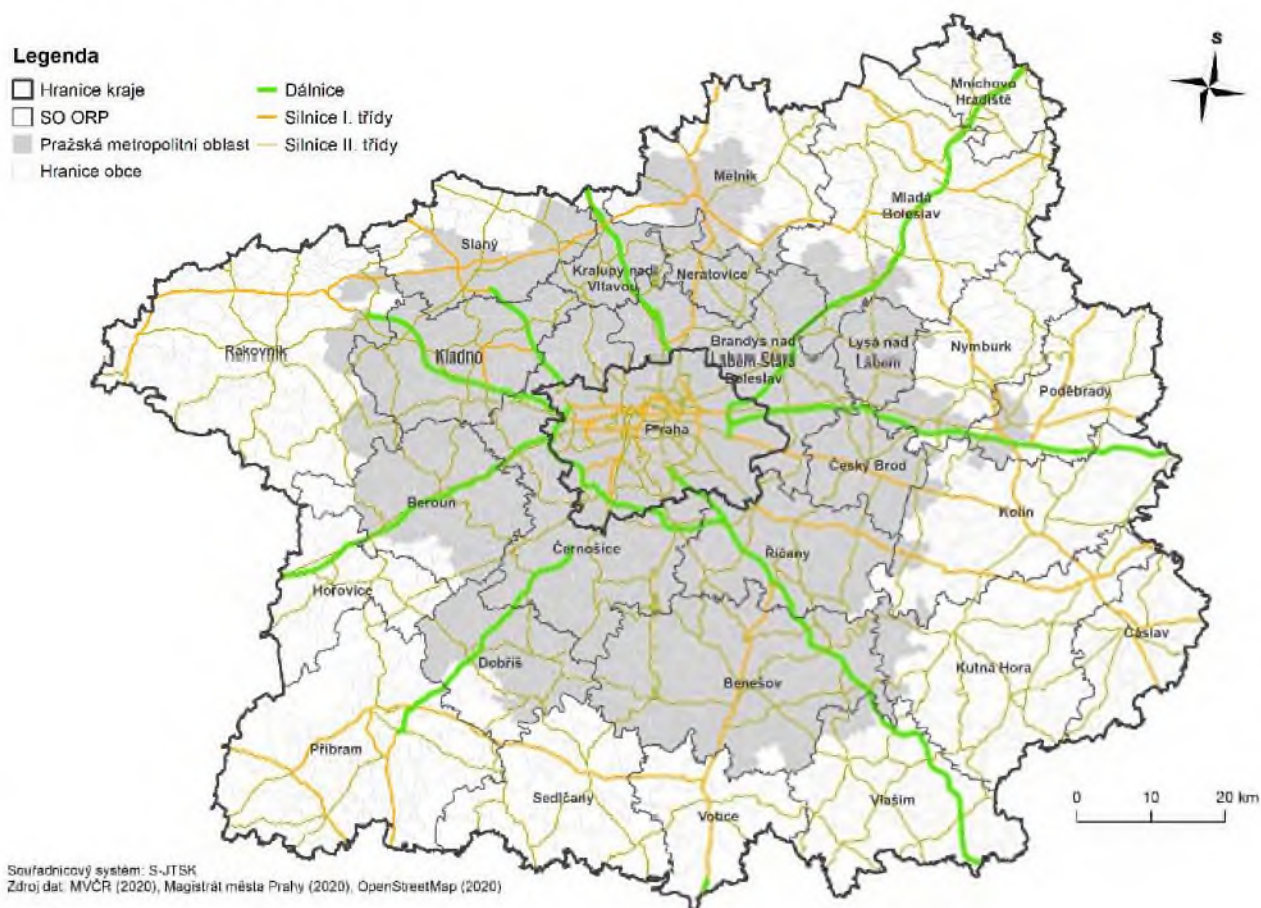 Legenda
Hranice kraje
SO ORP
Pražská metropolitní oblast
Hranice obce
Dálnice
Silnice I. třídy
Silnice II. třídy
S
Mnichovo
Hradiště
Mělník
Mladá
Boleslav
Slaný
Kralupy nad
Vltavou
Neratovice
Rakovník
Kladno
Brandýs nad
Labem-Stará
Boleslav
Lysá nad
Labem
Nymburk
Poděbrady
Praha
Český Brod
Beroun
Kolín
Černošice
Říčany
Hořovice
Čáslav
Dobříš
Kutná Hora
Benešov
Příbram
Sedlčany
Vlašim
Votice
0 10 20 km
Souřadnicový systém: S-JTSK
Zdroj dat: MVČR (2020), Magistrát města Prahy (2020), OpenStreetMap (2020)